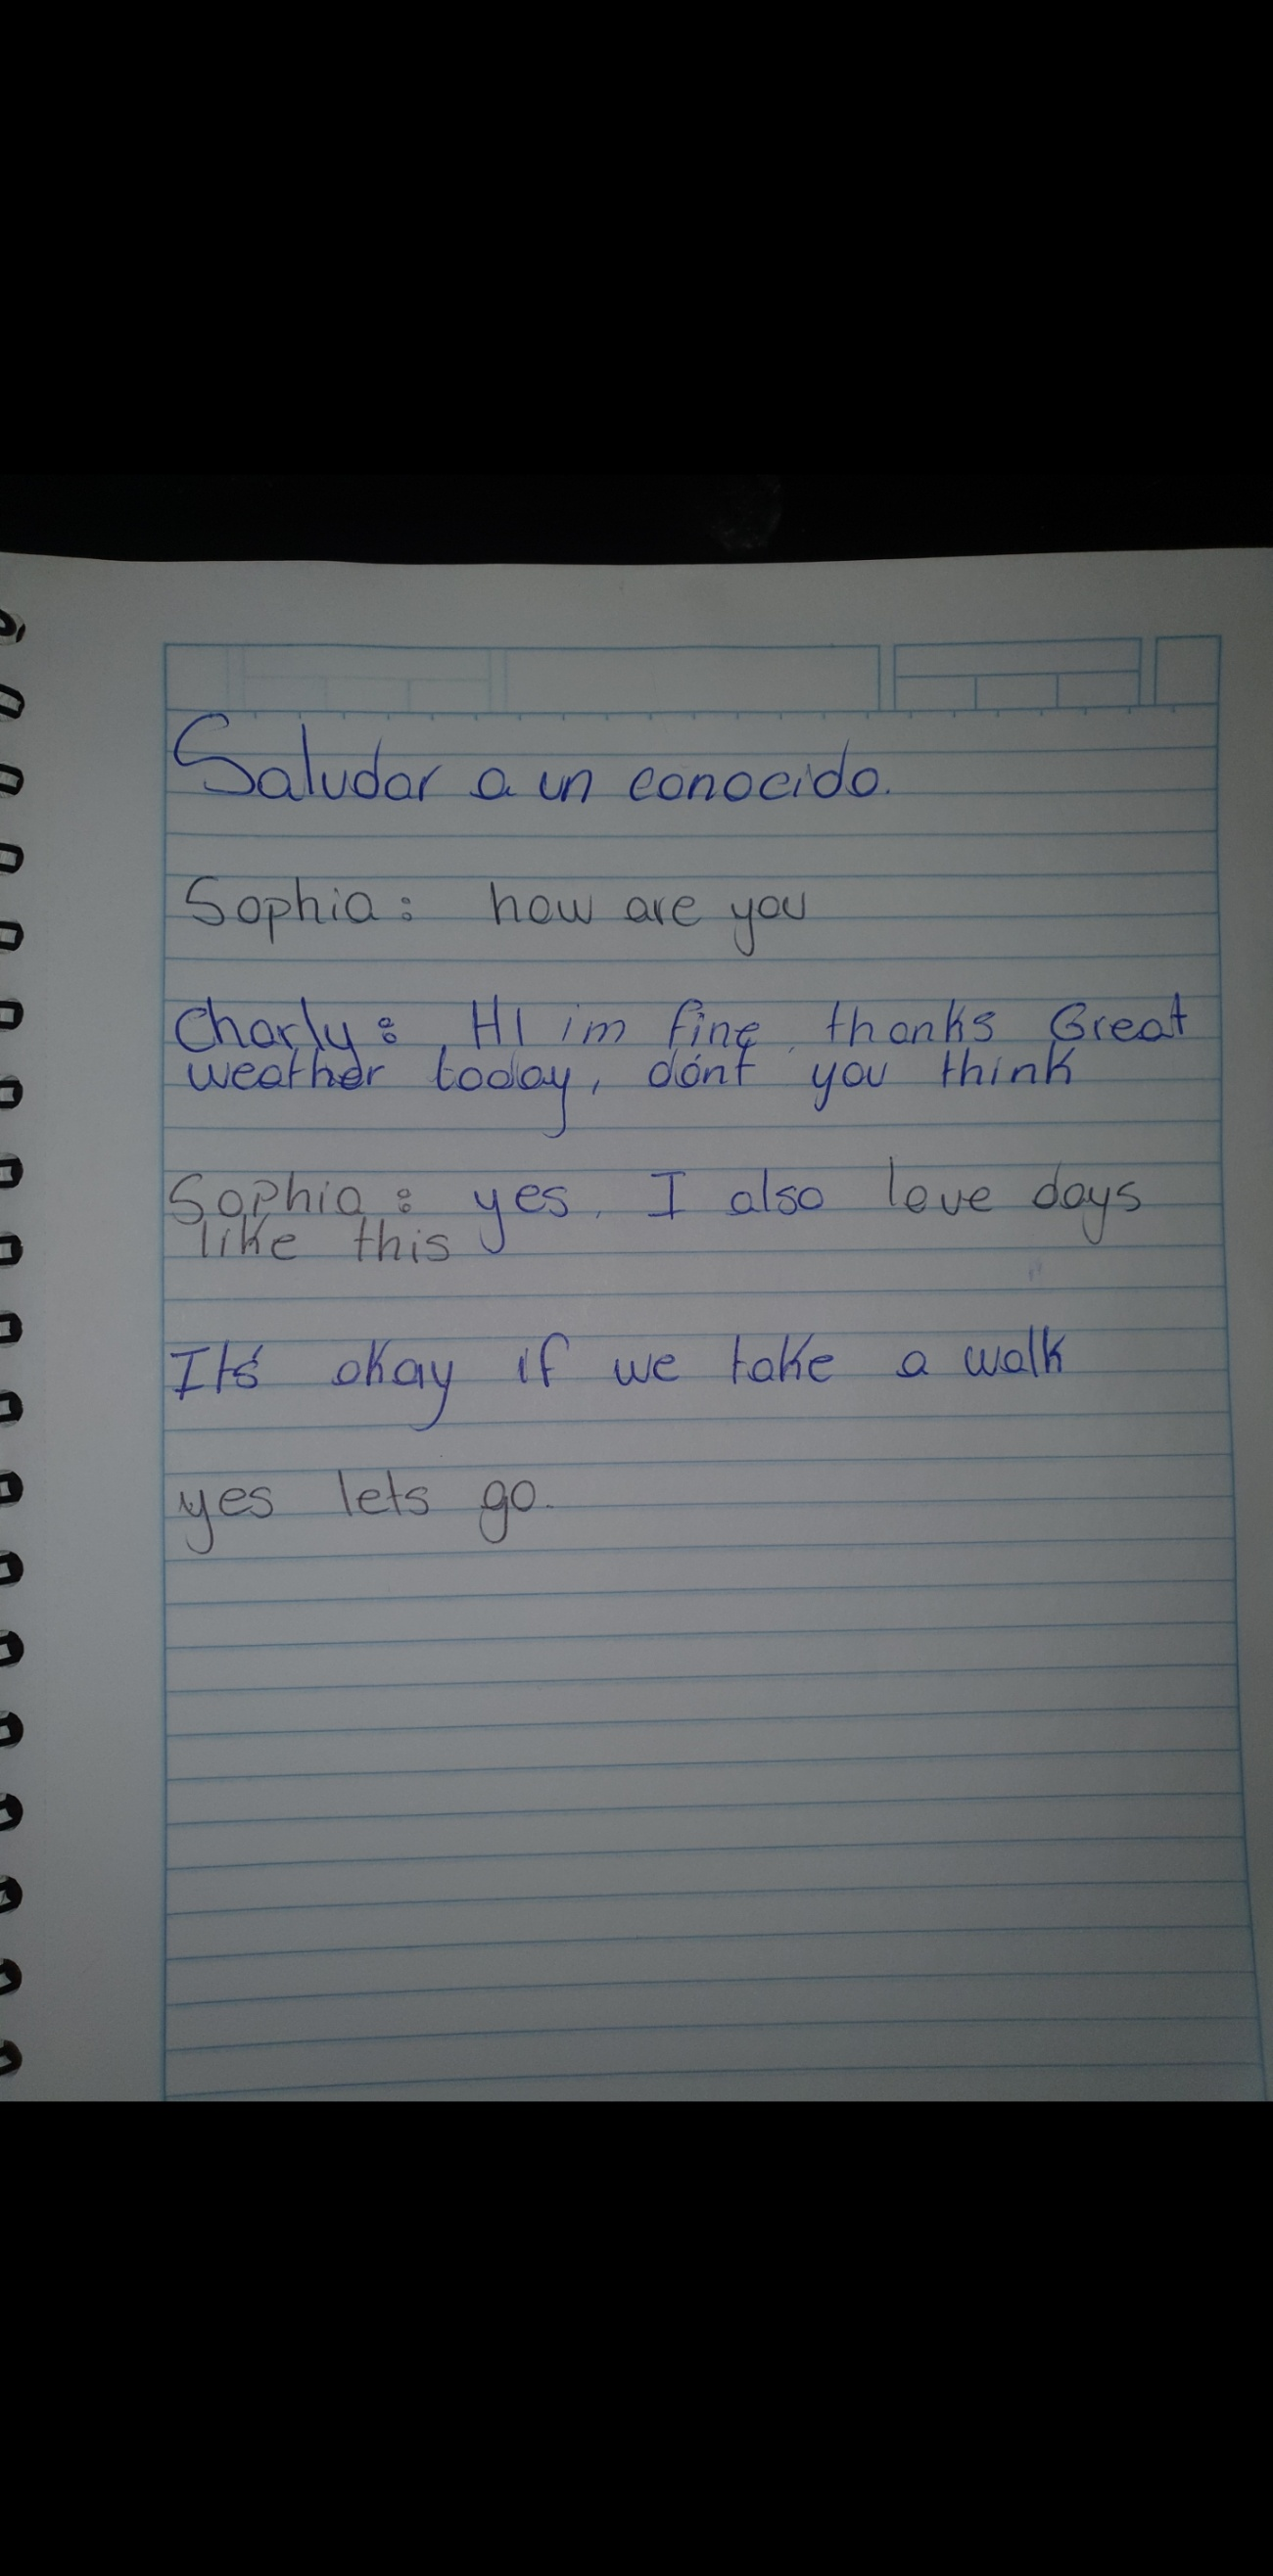 Saludar a un conocido.
Sophia: how are you
Charly: HI im fine, thanks Great
weather today, dónt you think
Sophia: yes, I also love days
like this
Its´ okay if we take a walk
yes lets go.